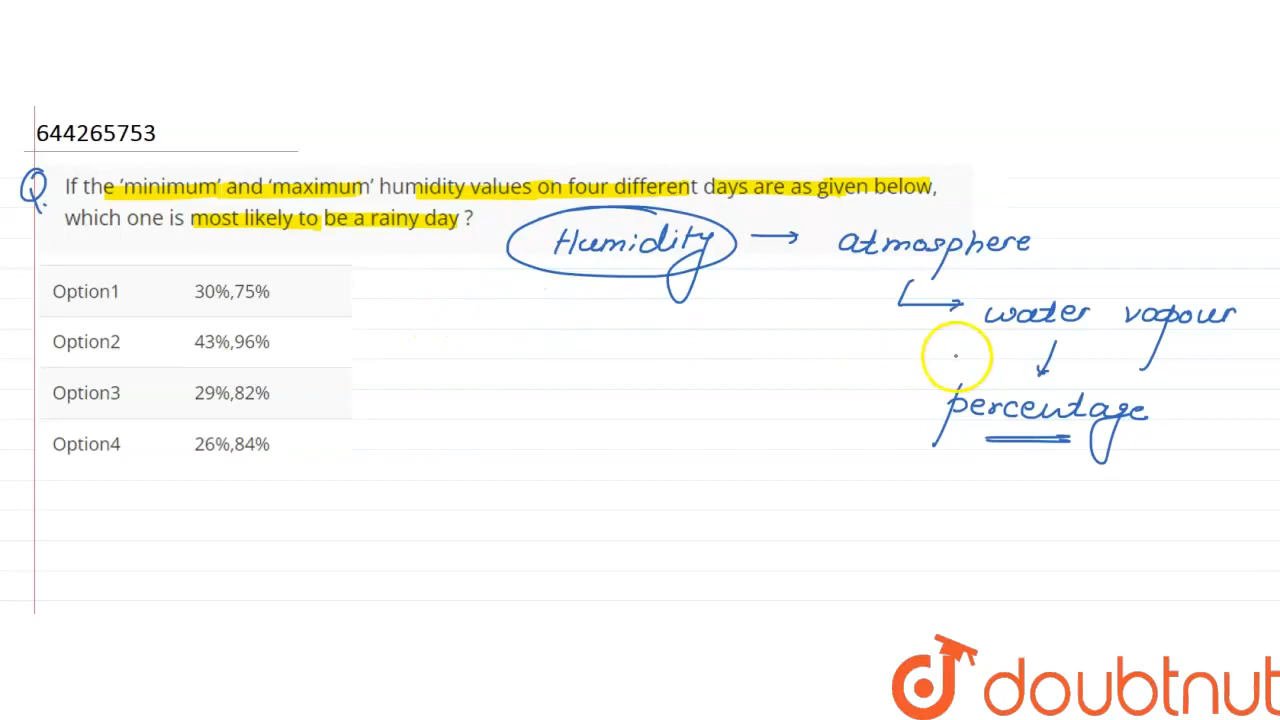 644265753
Q. If the 'minimum' and 'maximum' humidity values on four different days are as given below,
which one is most likely to be a rainy day ?
Humidity → atmosphere
→ water vapour
Option1 30%,75%
Option2 43%,96%
percentage
Option3 29%,82%
Option4 26%,84%
doubtnut